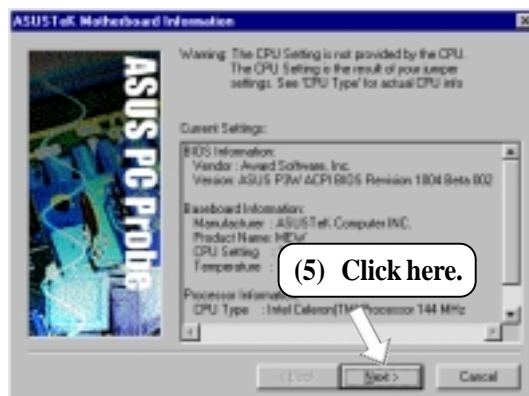 ASUSTeK Motherboard Information
ASUS PC Probe
Warning: The CPU Setting is not provided by the CPU.
The CPU Setting is the result of your jumper
settings. See 'CPU Type' for actual CPU info
Current Settings:
BIOS Information:
Vendor : Award Software, Inc.
Version: ASUS P3W ACPI BIOS Revision 1004 Beta 002
Baseboard Information:
Manufacturer : ASUSTeK Computer INC.
Product Name: MEW
CPU Setting :
Temperature :
Processor Information:
CPU Type : Intel Celeron(TM) Processor 144 MHz
(5) Click here.
< Back
Next >
Cancel